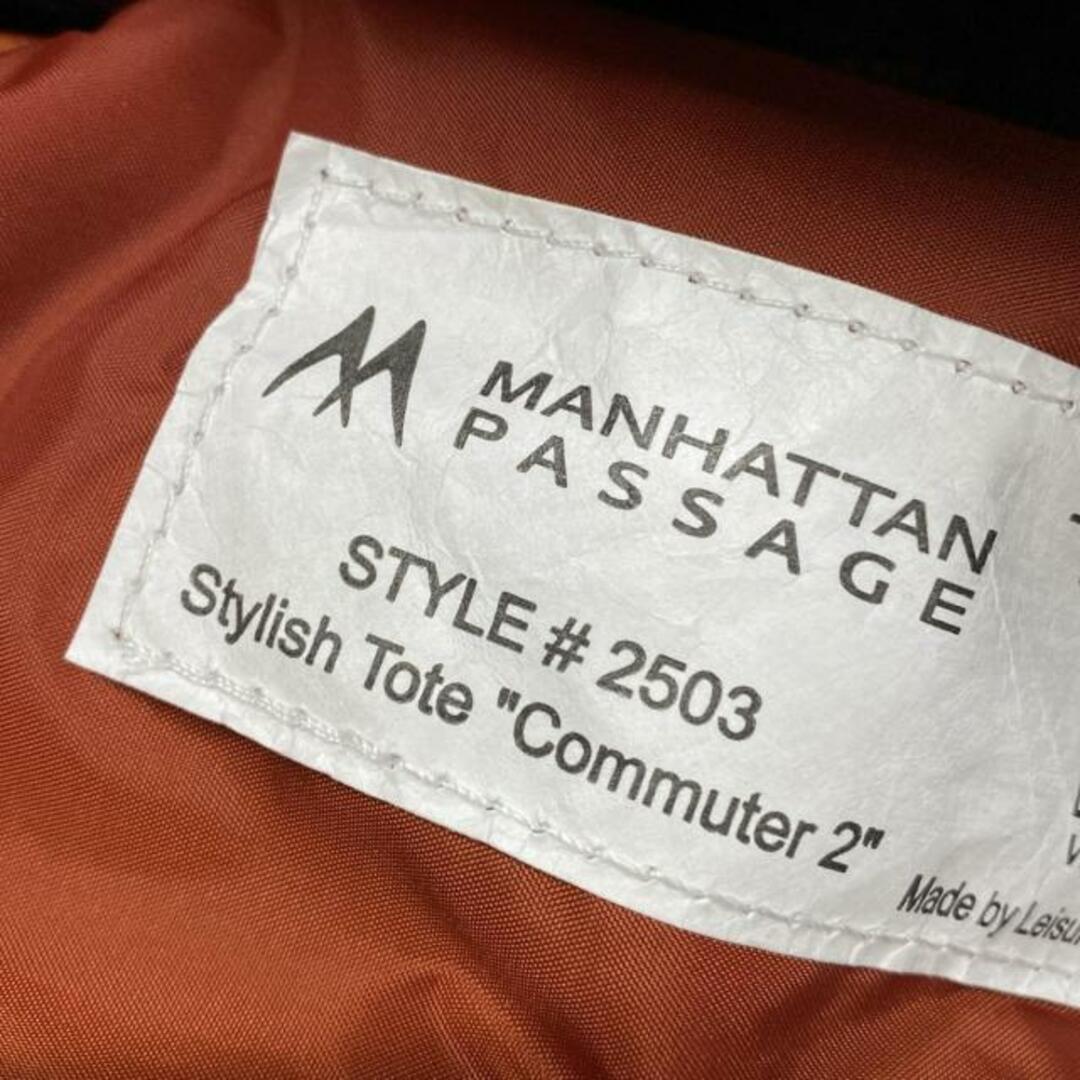 MANHATTAN
PASSAGE
STYLE # 2503
Stylish Tote "Commuter 2"
Made by